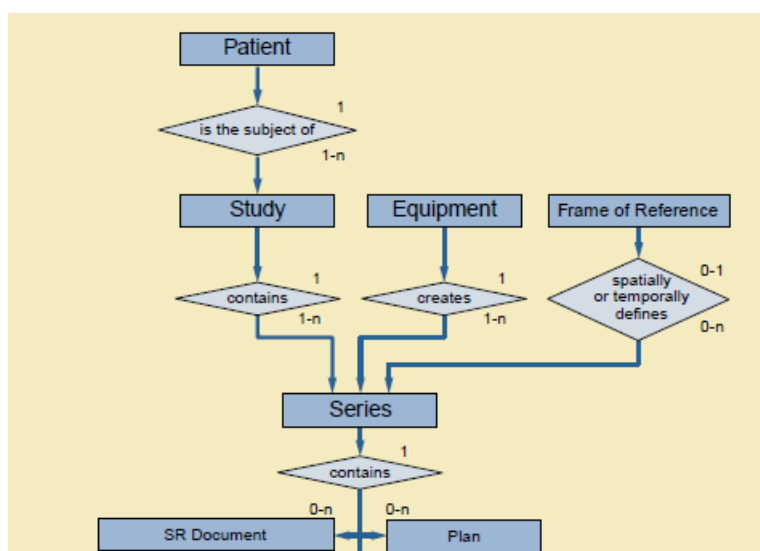 Patient
1
is the subject of
1-n
Study
Equipment
Frame of Reference
1
contains
1-n
1
creates
1-n
0-1
spatially
or temporally
defines
0-n
Series
1
contains
0-n
0-n
SR Document
Plan